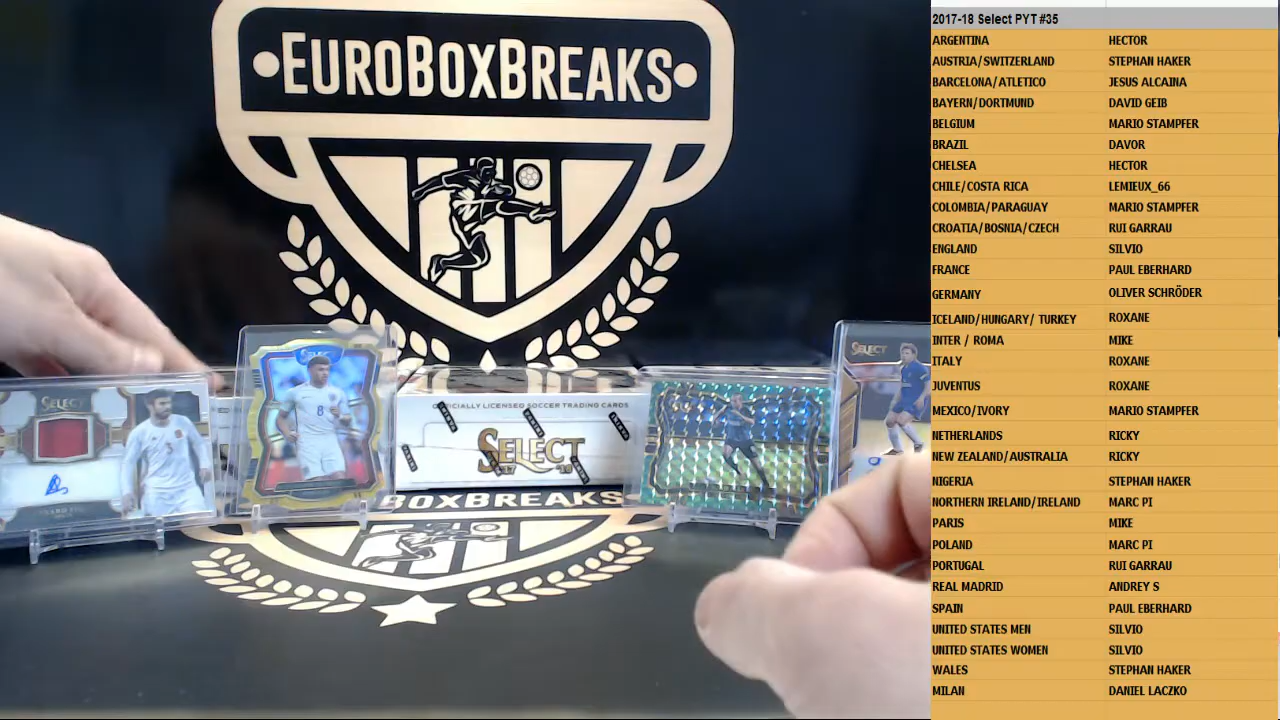 EUROBOXBREAKS
SELECT
SELECT
OFFICIALLY LICENSED SOCCER TRADING CARDS
SELECT
17 18
SELECT
8
BOXBREAKS
2017-18 Select PYT #35
ARGENTINA HECTOR
AUSTRIA/SWITZERLAND STEPHAN HAKER
BARCELONA/ATLETICO JESUS ALCAINA
BAYERN/DORTMUND DAVID GEIB
BELGIUM MARIO STAMPFER
BRAZIL DAVOR
CHELSEA HECTOR
CHILE/COSTA RICA LEMIEUX_66
COLOMBIA/PARAGUAY MARIO STAMPFER
CROATIA/BOSNIA/CZECH RUI GARRAU
ENGLAND SILVIO
FRANCE PAUL EBERHARD
GERMANY OLIVER SCHRÖDER
ICELAND/HUNGARY/ TURKEY ROXANE
INTER / ROMA MIKE
ITALY ROXANE
JUVENTUS ROXANE
MEXICO/IVORY MARIO STAMPFER
NETHERLANDS RICKY
NEW ZEALAND/AUSTRALIA RICKY
NIGERIA STEPHAN HAKER
NORTHERN IRELAND/IRELAND MARC PI
PARIS MIKE
POLAND MARC PI
PORTUGAL RUI GARRAU
REAL MADRID ANDREY S
SPAIN PAUL EBERHARD
UNITED STATES MEN SILVIO
UNITED STATES WOMEN SILVIO
WALES STEPHAN HAKER
MILAN DANIEL LACZKO